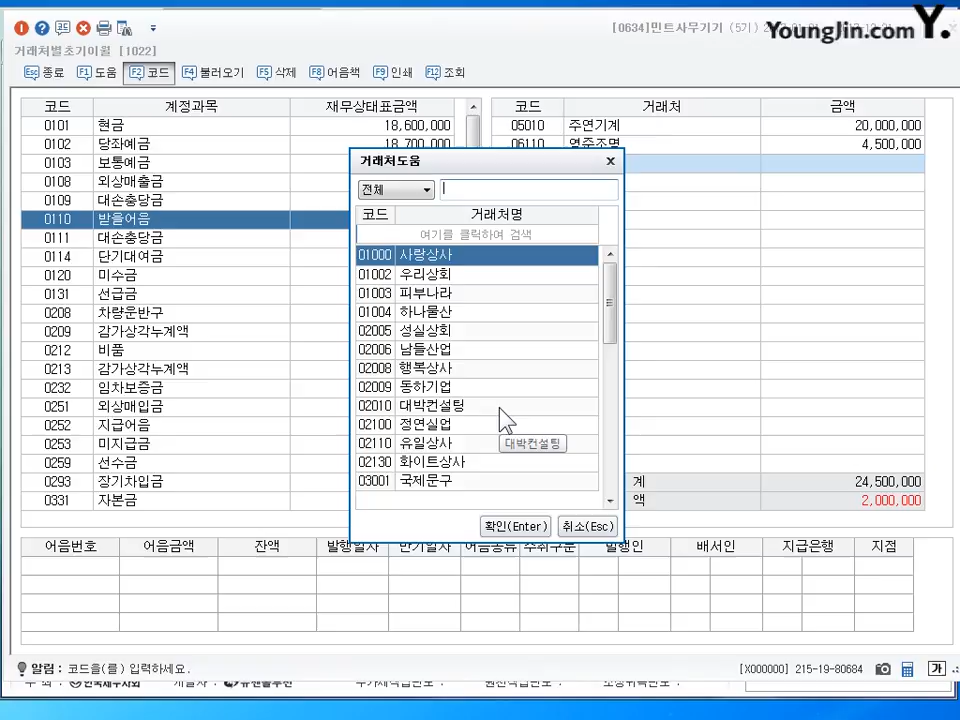 YoungJin.com Y.
[0634]민트사무기기 (5기)
거래처별초기이월 [1022]
Esc 종료 F1 도움 F2 코드 F4 불러오기 F5 삭제 F8 어음책 F9 인쇄 F12 조회
코드 계정과목 재무상태표금액 코드 거래처 금액
0101 현금 18,600,000 05010 주연기계 20,000,000
0102 당좌예금 18,700,000 06110 영준조명 4,500,000
0103 보통예금
0108 외상매출금
0109 대손충당금
0110 받을어음
0111 대손충당금
0114 단기대여금
0120 미수금
0131 선급금
0208 차량운반구
0209 감가상각누계액
0212 비품
0213 감가상각누계액
0232 임차보증금
0251 외상매입금
0252 지급어음
0253 미지급금
0259 선수금
0293 장기차입금 계 24,500,000
0331 자본금 액 2,000,000
거래처도움 x
전체
코드 거래처명
여기를 클릭하여 검색
01000 사랑상사
01002 우리상회
01003 피부나라
01004 하나물산
02005 성실상회
02006 남들산업
02008 행복상사
02009 동하기업
02010 대박컨설팅
02100 정연실업
02110 유일상사 대박컨설팅
02130 화이트상사
03001 국제문구
확인(Enter) 취소(Esc)
어음번호 어음금액 잔액 발행일자 만기일자 어음종류 수취구분 발행인 배서인 지급은행 지점
알림 : 코드을(를) 입력하세요. [X000000] 215-19-80684 가